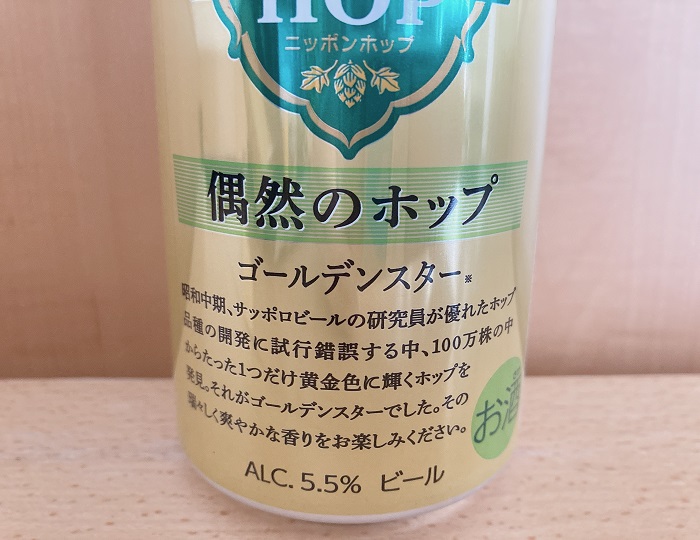 HOP
ニッポンホップ
偶然のホップ
ゴールデンスター※
昭和中期、サッポロビールの研究員が優れたホップ
品種の開発に試行錯誤する中、100万株の中
からたった1つだけ黄金色に輝くホップを
発見。それがゴールデンスターでした。その
瑞々しく爽やかな香りをお楽しみください。
お酒
ALC. 5.5% ビール